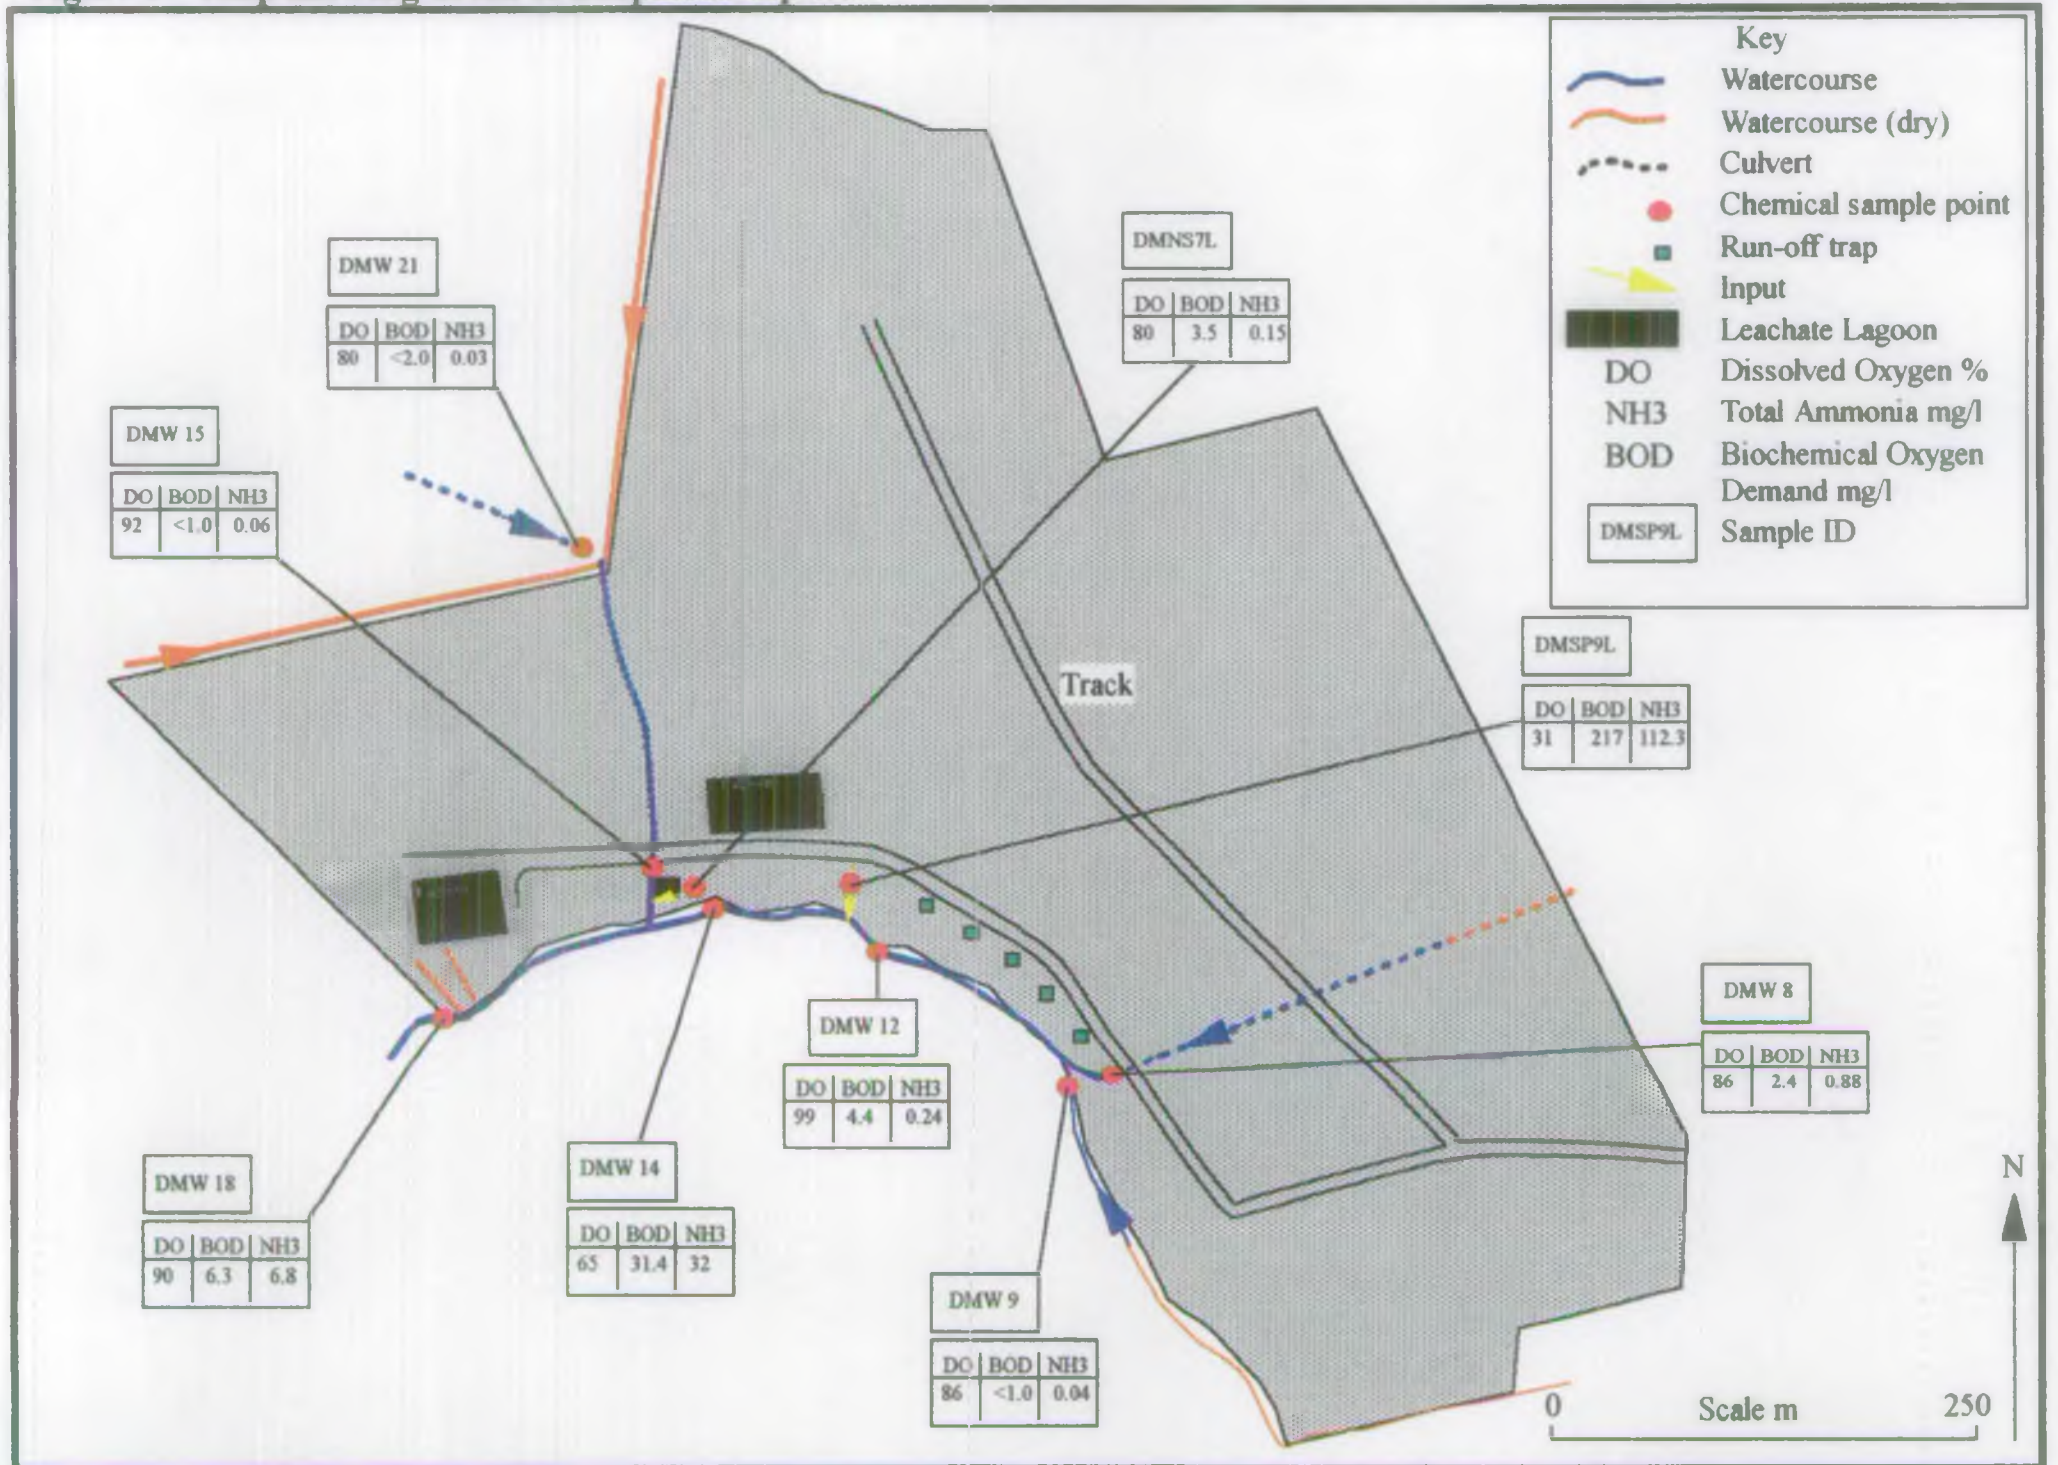 Key
Watercourse
Watercourse (dry)
Culvert
Chemical sample point
Run-off trap
Input
Leachate Lagoon
DO Dissolved Oxygen %
NH3 Total Ammonia mg/l
BOD Biochemical Oxygen
Demand mg/l
DMSP9L Sample ID
DMW 21
DO BOD NH3
80 <2.0 0.03
DMNS7L
DO BOD NH3
80 3.5 0.15
DMW 15
DO BOD NH3
92 <1.0 0.06
Track
DMSP9L
DO BOD NH3
31 217 112.3
DMW 8
DO BOD NH3
86 2.4 0.88
DMW 12
DO BOD NH3
99 4.4 0.24
DMW 14
DO BOD NH3
65 31.4 32
DMW 18
DO BOD NH3
90 6.3 6.8
DMW 9
DO BOD NH3
86 <1.0 0.04
N
0 Scale m 250